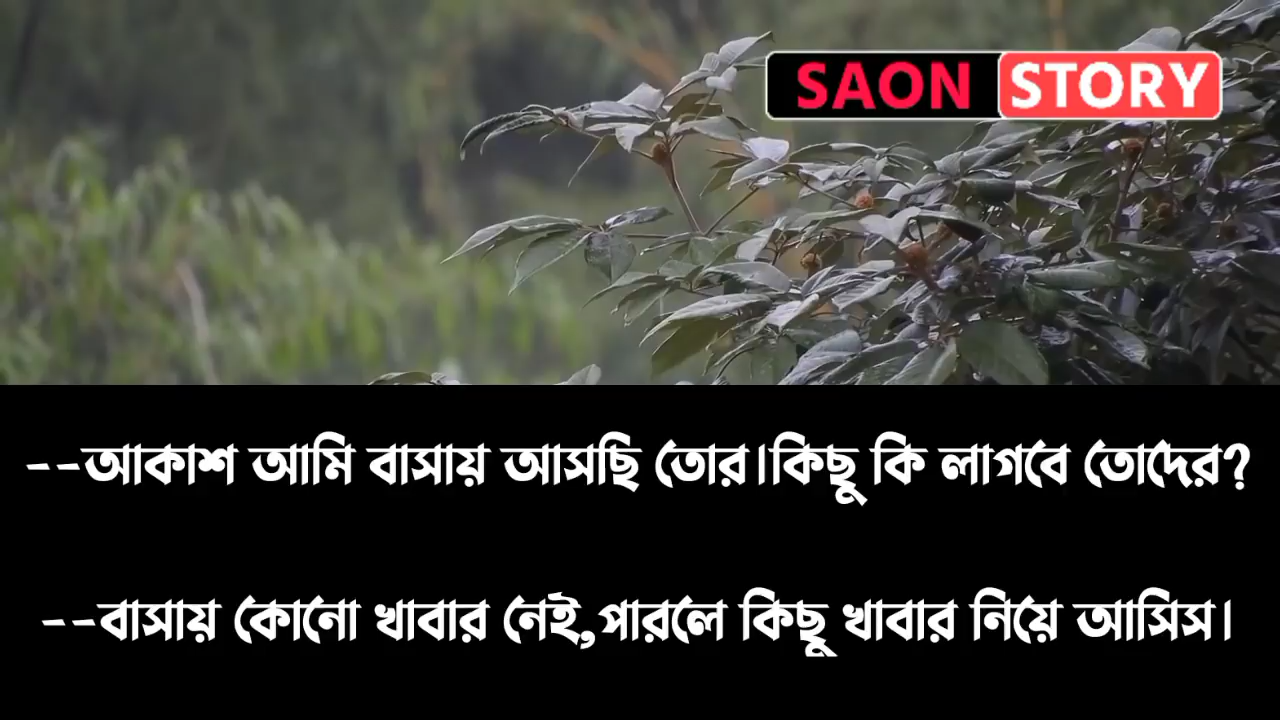 SAON STORY
--আকাশ আমি বাসায় আসছি তোর।কিছু কি লাগবে তোদের?
--বাসায় কোনো খাবার নেই,পারলে কিছু খাবার নিয়ে আসিস।